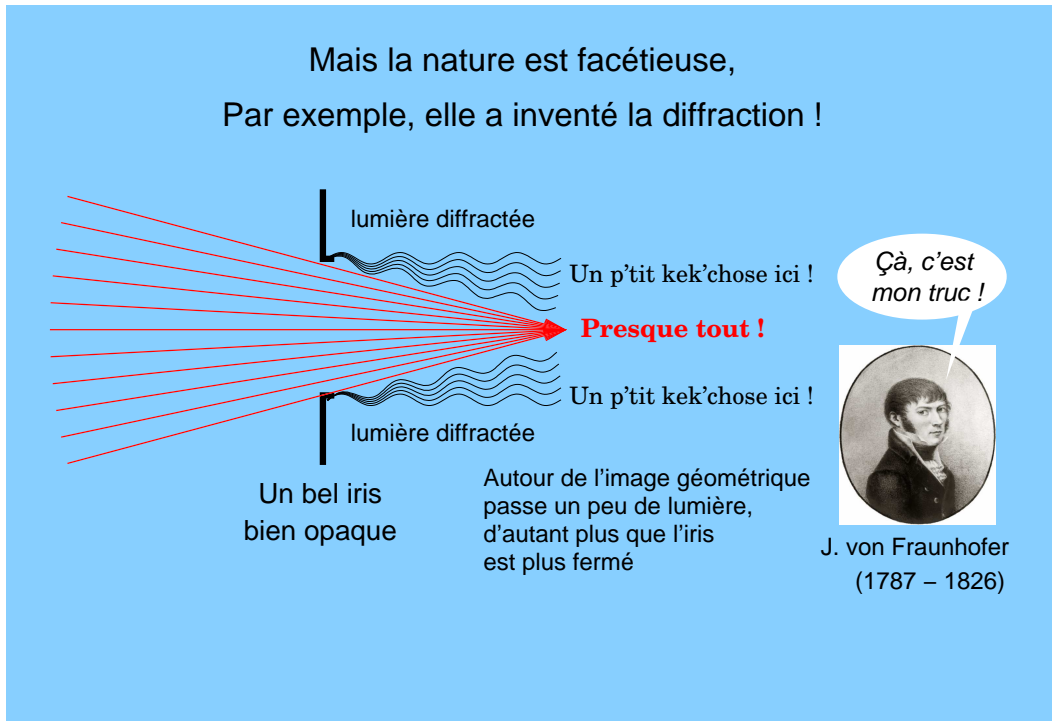 Mais la nature est facétieuse,
Par exemple, elle a inventé la diffraction !
lumière diffractée
Un p'tit kek'chose ici !
Presque tout !
Un p'tit kek'chose ici !
lumière diffractée
Un bel iris
bien opaque
Autour de l'image géométrique
passe un peu de lumière,
d'autant plus que l'iris
est plus fermé
Çà, c'est
mon truc !
J. von Fraunhofer
(1787 – 1826)